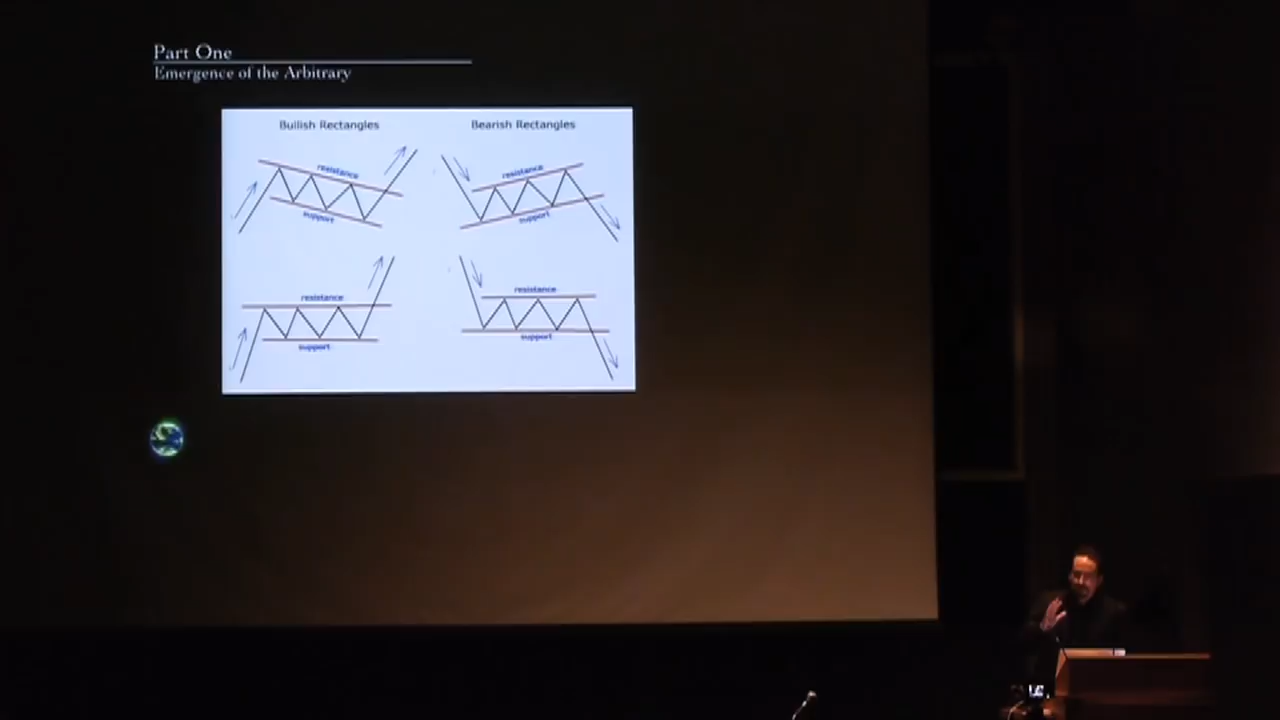 Part One
Emergence of the Arbitrary
Bullish Rectangles
Bearish Rectangles
resistance
support
resistance
support
resistance
support
resistance
support